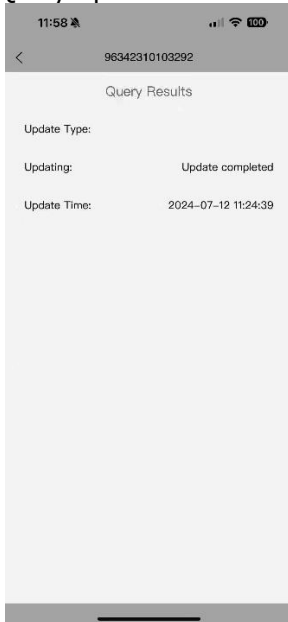 11:58
100
96342310103292
Query Results
Update Type:
Updating: Update completed
Update Time: 2024-07-12 11:24:39